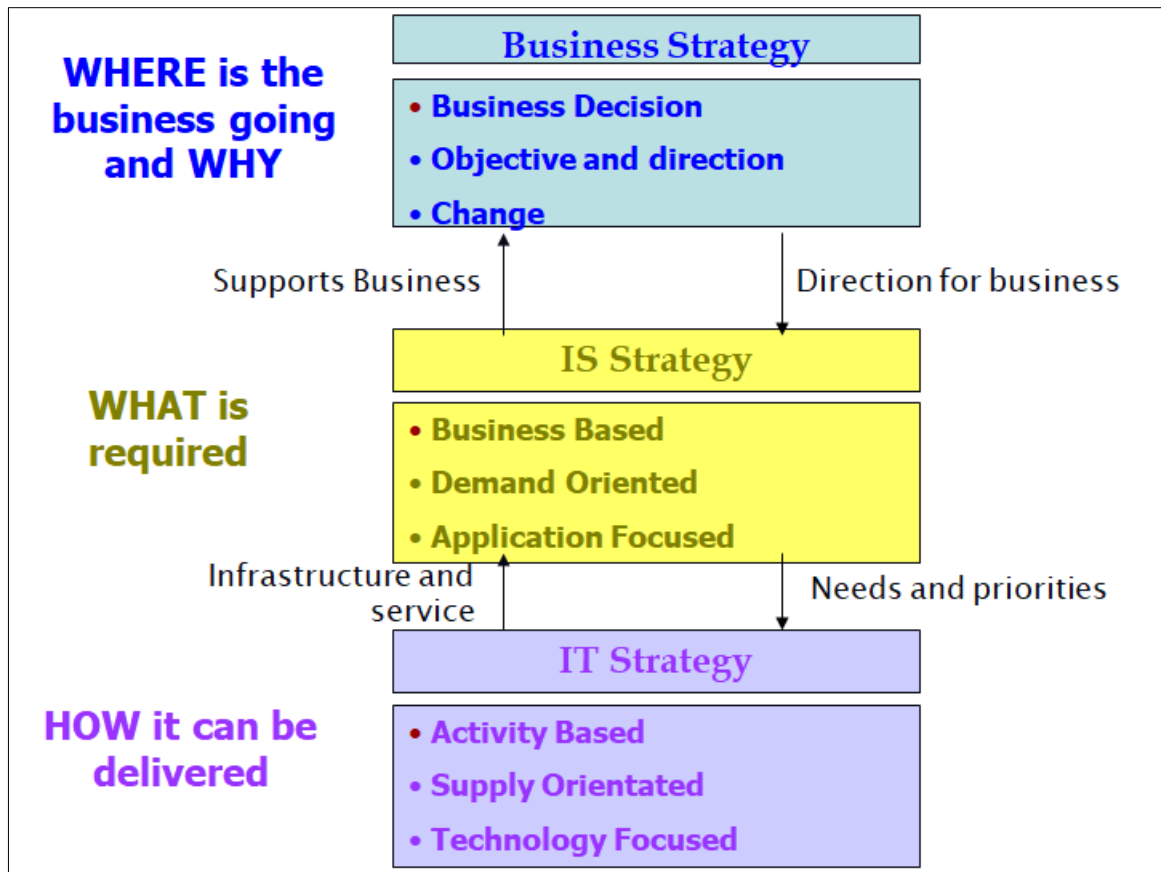 Business Strategy
WHERE is the
business going
and WHY
• Business Decision
• Objective and direction
• Change
Supports Business
Direction for business
IS Strategy
WHAT is
required
• Business Based
• Demand Oriented
• Application Focused
Infrastructure and
service
Needs and priorities
IT Strategy
HOW it can be
delivered
• Activity Based
• Supply Orientated
• Technology Focused